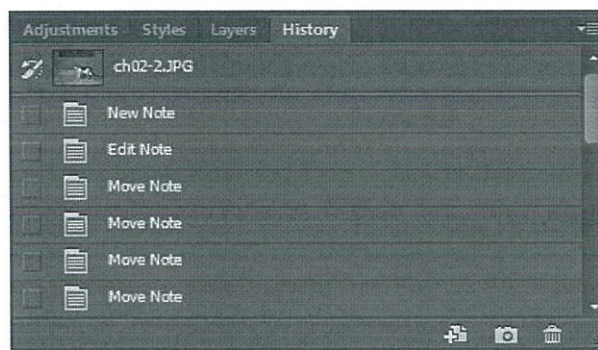 Adjustments Styles Layers History
ch02-2.JPG
New Note
Edit Note
Move Note
Move Note
Move Note
Move Note